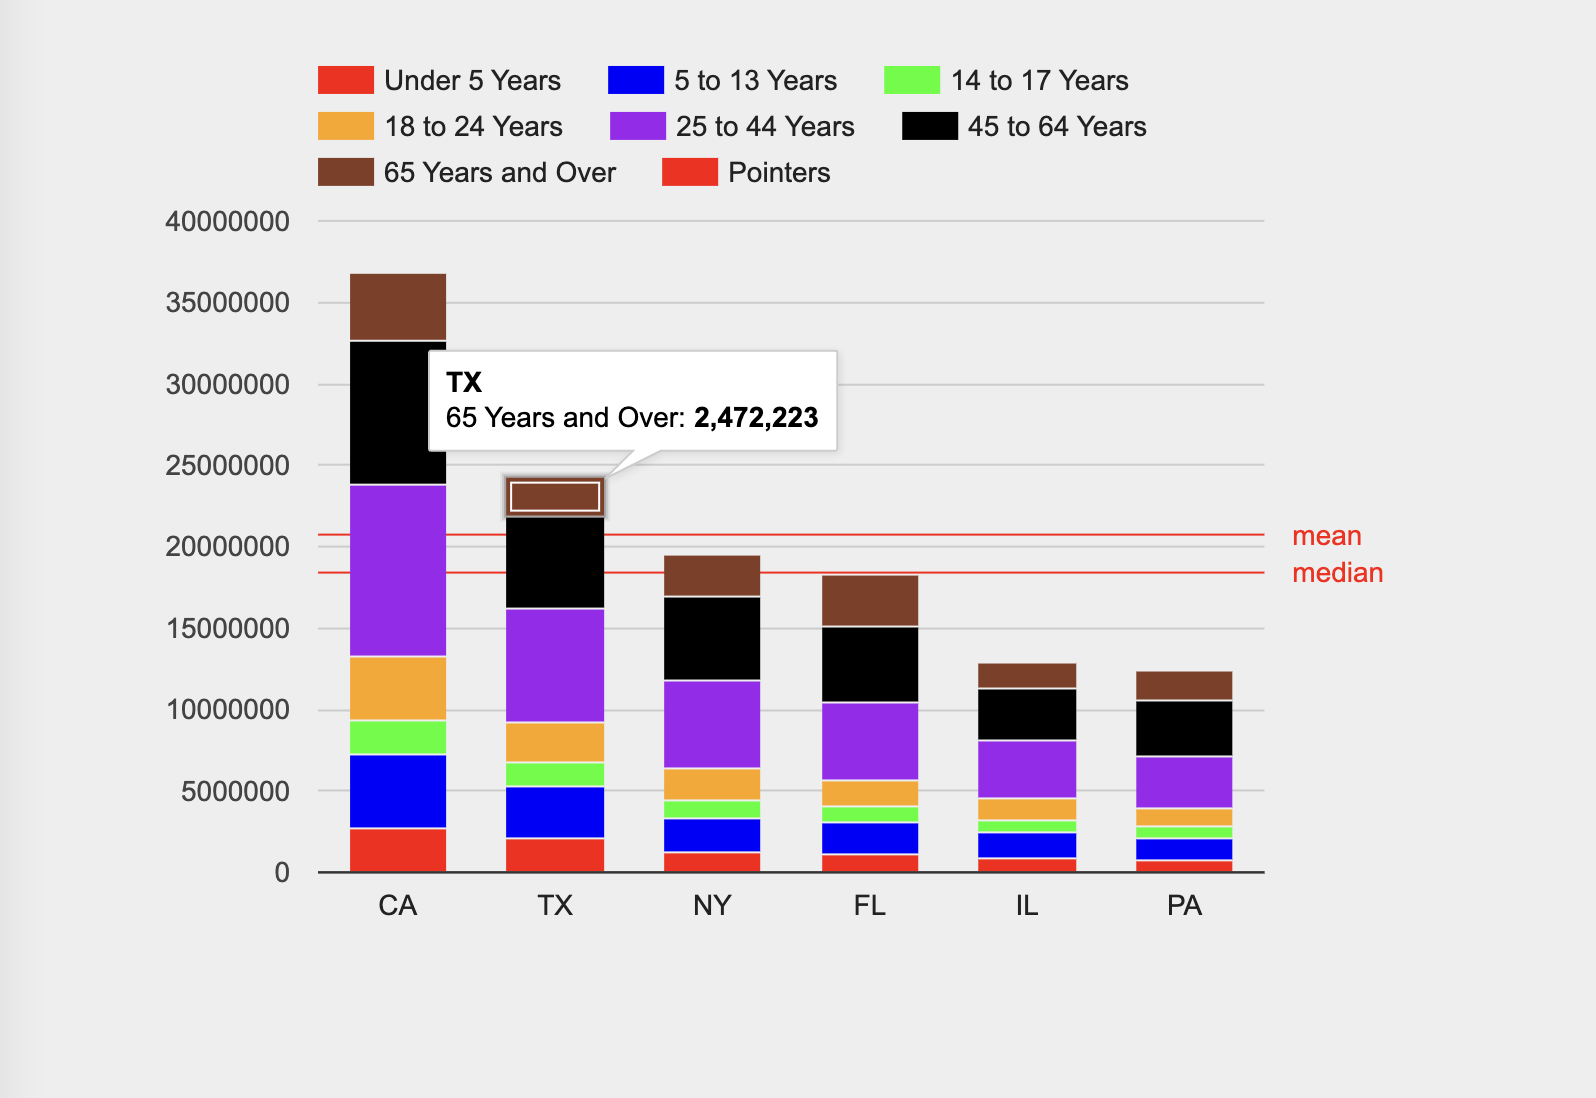 Under 5 Years 5 to 13 Years 14 to 17 Years
18 to 24 Years 25 to 44 Years 45 to 64 Years
65 Years and Over Pointers
40000000
35000000
30000000
TX
65 Years and Over: 2,472,223
25000000
mean
20000000
median
15000000
10000000
5000000
0
CA TX NY FL IL PA